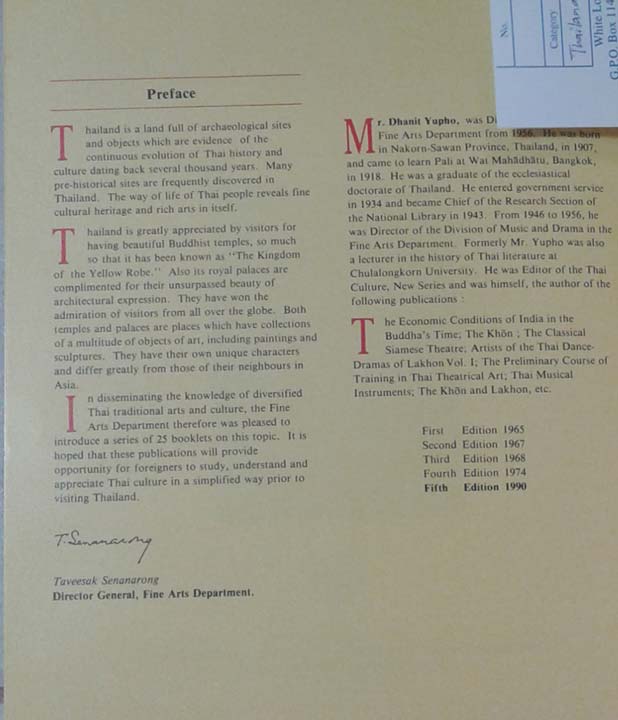 No.
Category
Thailand
White Lo
G.P.O. Box 114
Preface
Thailand is a land full of archaeological sites
and objects which are evidence of the
continuous evolution of Thai history and
culture dating back several thousand years. Many
pre-historical sites are frequently discovered in
Thailand. The way of life of Thai people reveals fine
cultural heritage and rich arts in itself.
Thailand is greatly appreciated by visitors for
having beautiful Buddhist temples, so much
so that it has been known as "The Kingdom
of the Yellow Robe." Also its royal palaces are
complimented for their unsurpassed beauty of
architectural expression. They have won the
admiration of visitors from all over the globe. Both
temples and palaces are places which have collections
of a multitude of objects of art, including paintings and
sculptures. They have their own unique characters
and differ greatly from those of their neighbours in
Asia.
In disseminating the knowledge of diversified
Thai traditional arts and culture, the Fine
Arts Department therefore was pleased to
introduce a series of 25 booklets on this topic. It is
hoped that these publications will provide
opportunity for foreigners to study, understand and
appreciate Thai culture in a simplified way prior to
visiting Thailand.
T. Senanarong
Taveesak Senanarong
Director General, Fine Arts Department.
Mr. Dhanit Yupho, was Di
Fine Arts Department from 1956. He was born
in Nakorn-Sawan Province, Thailand, in 1907,
and came to learn Pali at Wat Mahādhātu, Bangkok,
in 1918. He was a graduate of the ecclesiastical
doctorate of Thailand. He entered government service
in 1934 and became Chief of the Research Section of
the National Library in 1943. From 1946 to 1956, he
was Director of the Division of Music and Drama in the
Fine Arts Department. Formerly Mr. Yupho was also
a lecturer in the history of Thai literature at
Chulalongkorn University. He was Editor of the Thai
Culture, New Series and was himself, the author of the
following publications :
The Economic Conditions of India in the
Buddha's Time; The Khōn ; The Classical
Siamese Theatre; Artists of the Thai Dance-
Dramas of Lakhon Vol. I; The Preliminary Course of
Training in Thai Theatrical Art; Thai Musical
Instruments; The Khōn and Lakhon, etc.
First Edition 1965
Second Edition 1967
Third Edition 1968
Fourth Edition 1974
Fifth Edition 1990